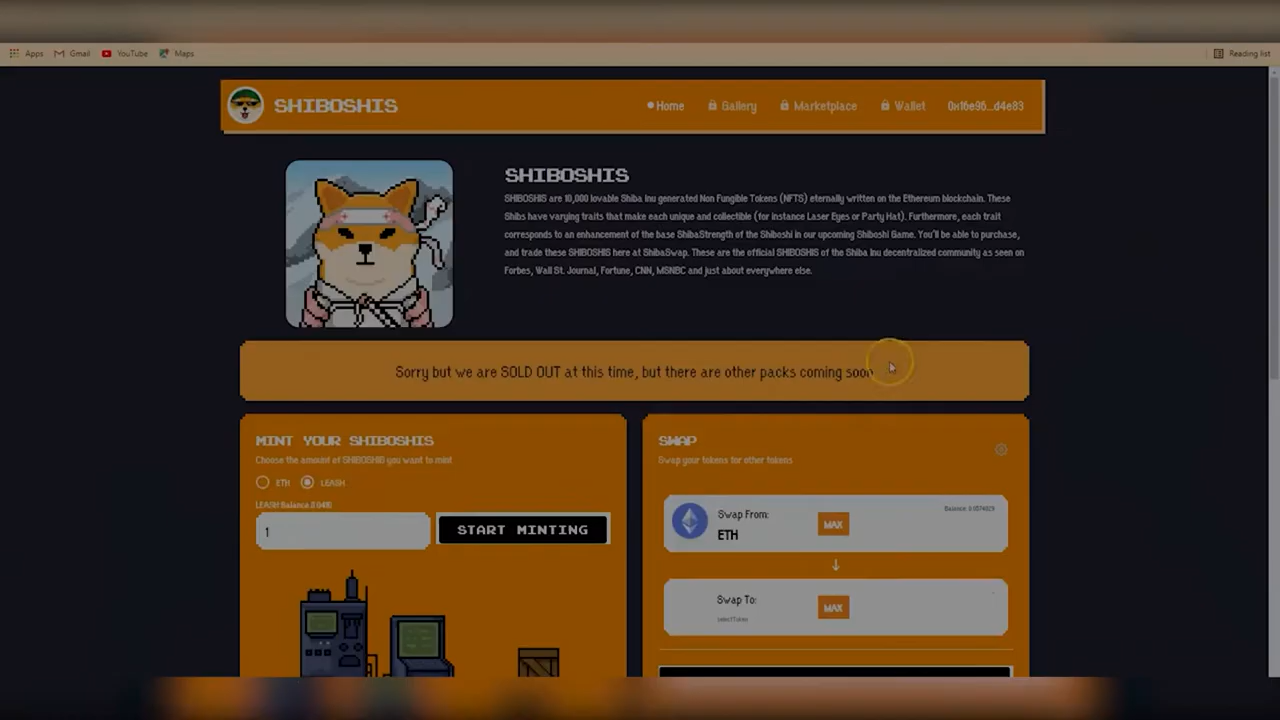 Apps Gmail YouTube Maps Reading list
SHIBOSHIS Home Gallery Marketplace Wallet 0x16e96...d4e83
SHIBOSHIS
SHIBOSHIS are 10,000 lovable Shiba Inu generated Non Fungible Tokens (NFTS) eternally written on the Ethereum blockchain. These
Shibs have varying traits that make each unique and collectible (for instance Laser Eyes or Party Hat). Furthermore, each trait
corresponds to an enhancement of the base ShibaStrength of the Shiboshi in our upcoming Shiboshi Game. You'll be able to purchase,
and trade these SHIBOSHIS here at ShibaSwap. These are the official SHIBOSHIS of the Shiba Inu decentralized community as seen on
Forbes, Wall St. Journal, Fortune, CNN, MSNBC and just about everywhere else.
Sorry but we are SOLD OUT at this time, but there are other packs coming soon
MINT YOUR SHIBOSHIS
Choose the amount of SHIBOSHIS you want to mint
ETH LEASH
LEASH Balance:
1
START MINTING
SWAP
Swap your tokens for other tokens
Swap From:
ETH
MAX
Balance:
Swap To:
Select Token
MAX